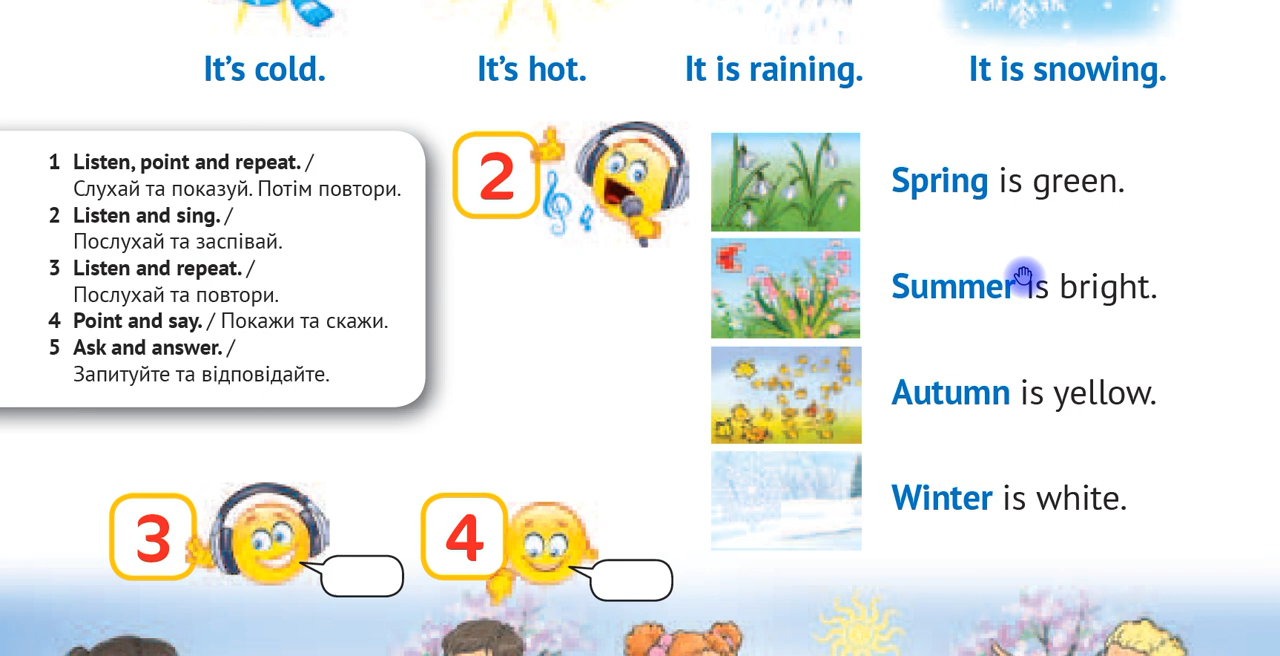 It's cold.
It's hot.
It is raining.
It is snowing.
1 Listen, point and repeat. /
Слухай та показуй. Потім повтори.
2 Listen and sing. /
Послухай та заспівай.
3 Listen and repeat. /
Послухай та повтори.
4 Point and say. / Покажи та скажи.
5 Ask and answer. /
Запитуйте та відповідайте.
2
Spring is green.
Summer is bright.
Autumn is yellow.
Winter is white.
3
4